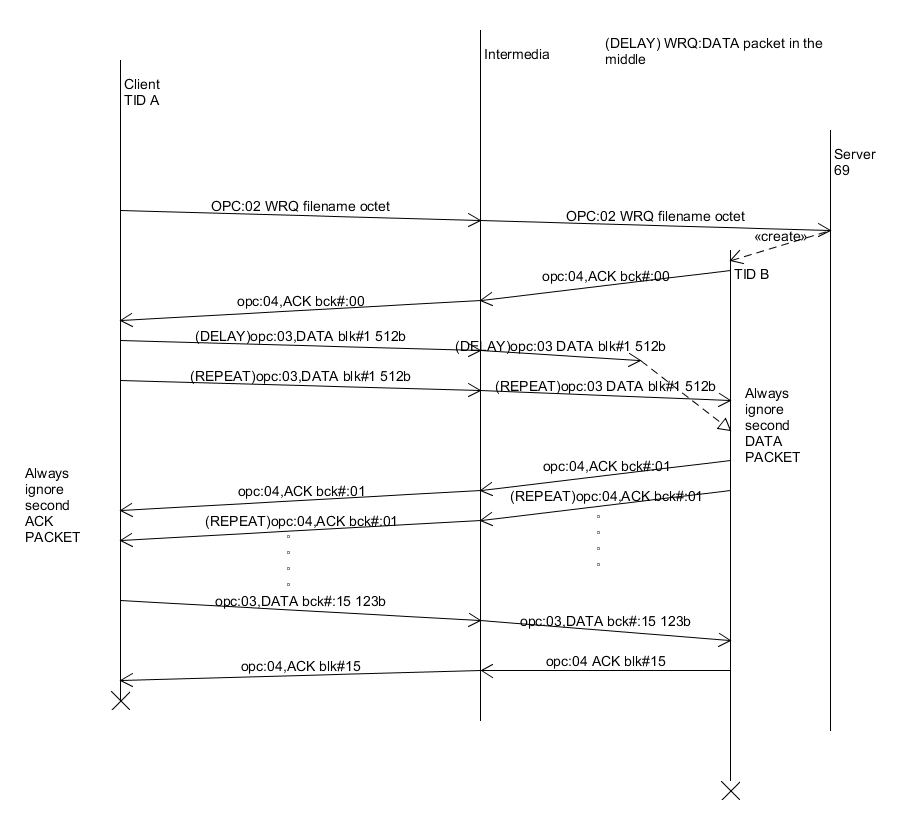 (DELAY) WRQ:DATA packet in the
middle
Intermedia
Client
TID A
Server
69
OPC:02 WRQ filename octet
OPC:02 WRQ filename octet
«create»
TID B
opc:04,ACK bck#:00
opc:04,ACK bck#:00
(DELAY)opc:03,DATA blk#1 512b
(DELAY)opc:03 DATA blk#1 512b
(REPEAT)opc:03,DATA blk#1 512b
(REPEAT)opc:03 DATA blk#1 512b
Always
ignore
second
DATA
PACKET
opc:04,ACK bck#:01
opc:04,ACK bck#:01
Always
ignore
second
ACK
PACKET
(REPEAT)opc:04,ACK bck#:01
(REPEAT)opc:04,ACK bck#:01
opc:03,DATA bck#:15 123b
opc:03,DATA bck#:15 123b
opc:04 ACK blk#15
opc:04,ACK blk#15